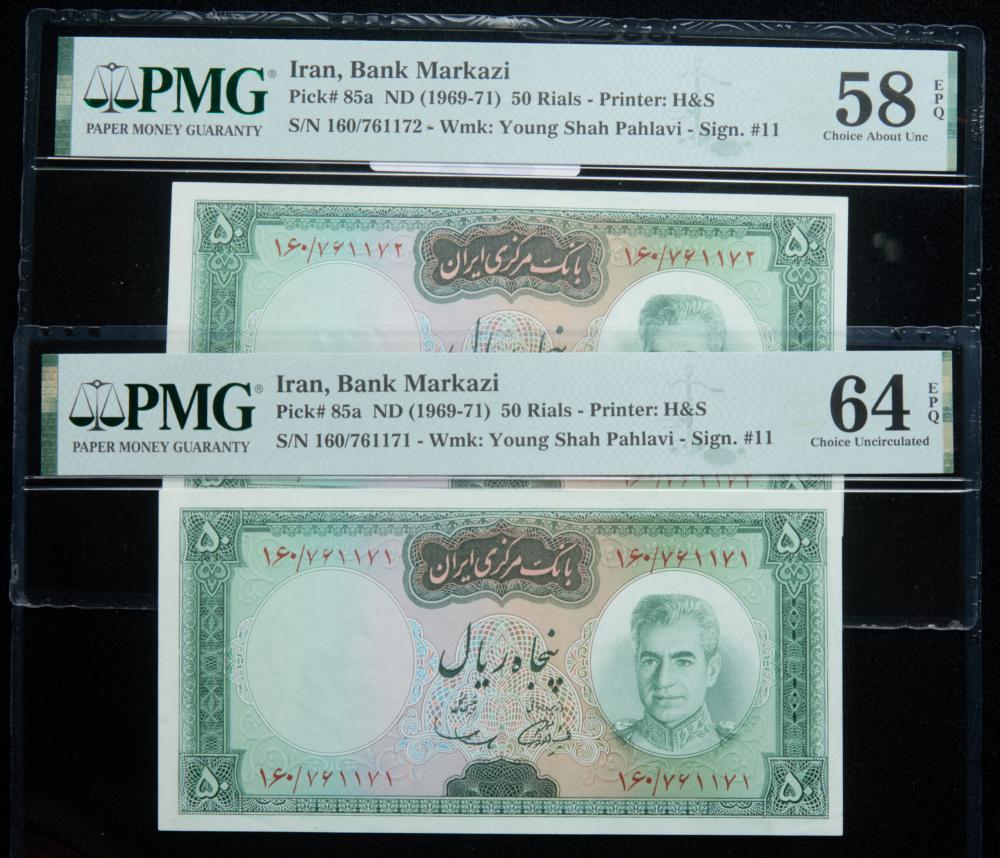 PMG®
PAPER MONEY GUARANTY
Iran, Bank Markazi
Pick# 85a ND (1969-71) 50 Rials - Printer: H&S
S/N 160/761172 - Wmk: Young Shah Pahlavi - Sign. #11
58
EPQ
Choice About Unc
۵۰ ۵۰
۱۶۰/۷۶۱۱۷۲ بانک مرکزی ایران ۱۶۰/۷۶۱۱۷۲
PMG®
PAPER MONEY GUARANTY
Iran, Bank Markazi
Pick# 85a ND (1969-71) 50 Rials - Printer: H&S
S/N 160/761171 - Wmk: Young Shah Pahlavi - Sign. #11
64
EPQ
Choice Uncirculated
۵۰ ۵۰
۱۶۰/۷۶۱۱۷۱ بانک مرکزی ایران ۱۶۰/۷۶۱۱۷۱
پنجاه ریال
۱۶۰/۷۶۱۱۷۱ ۱۶۰/۷۶۱۱۷۱
۵۰ ۵۰